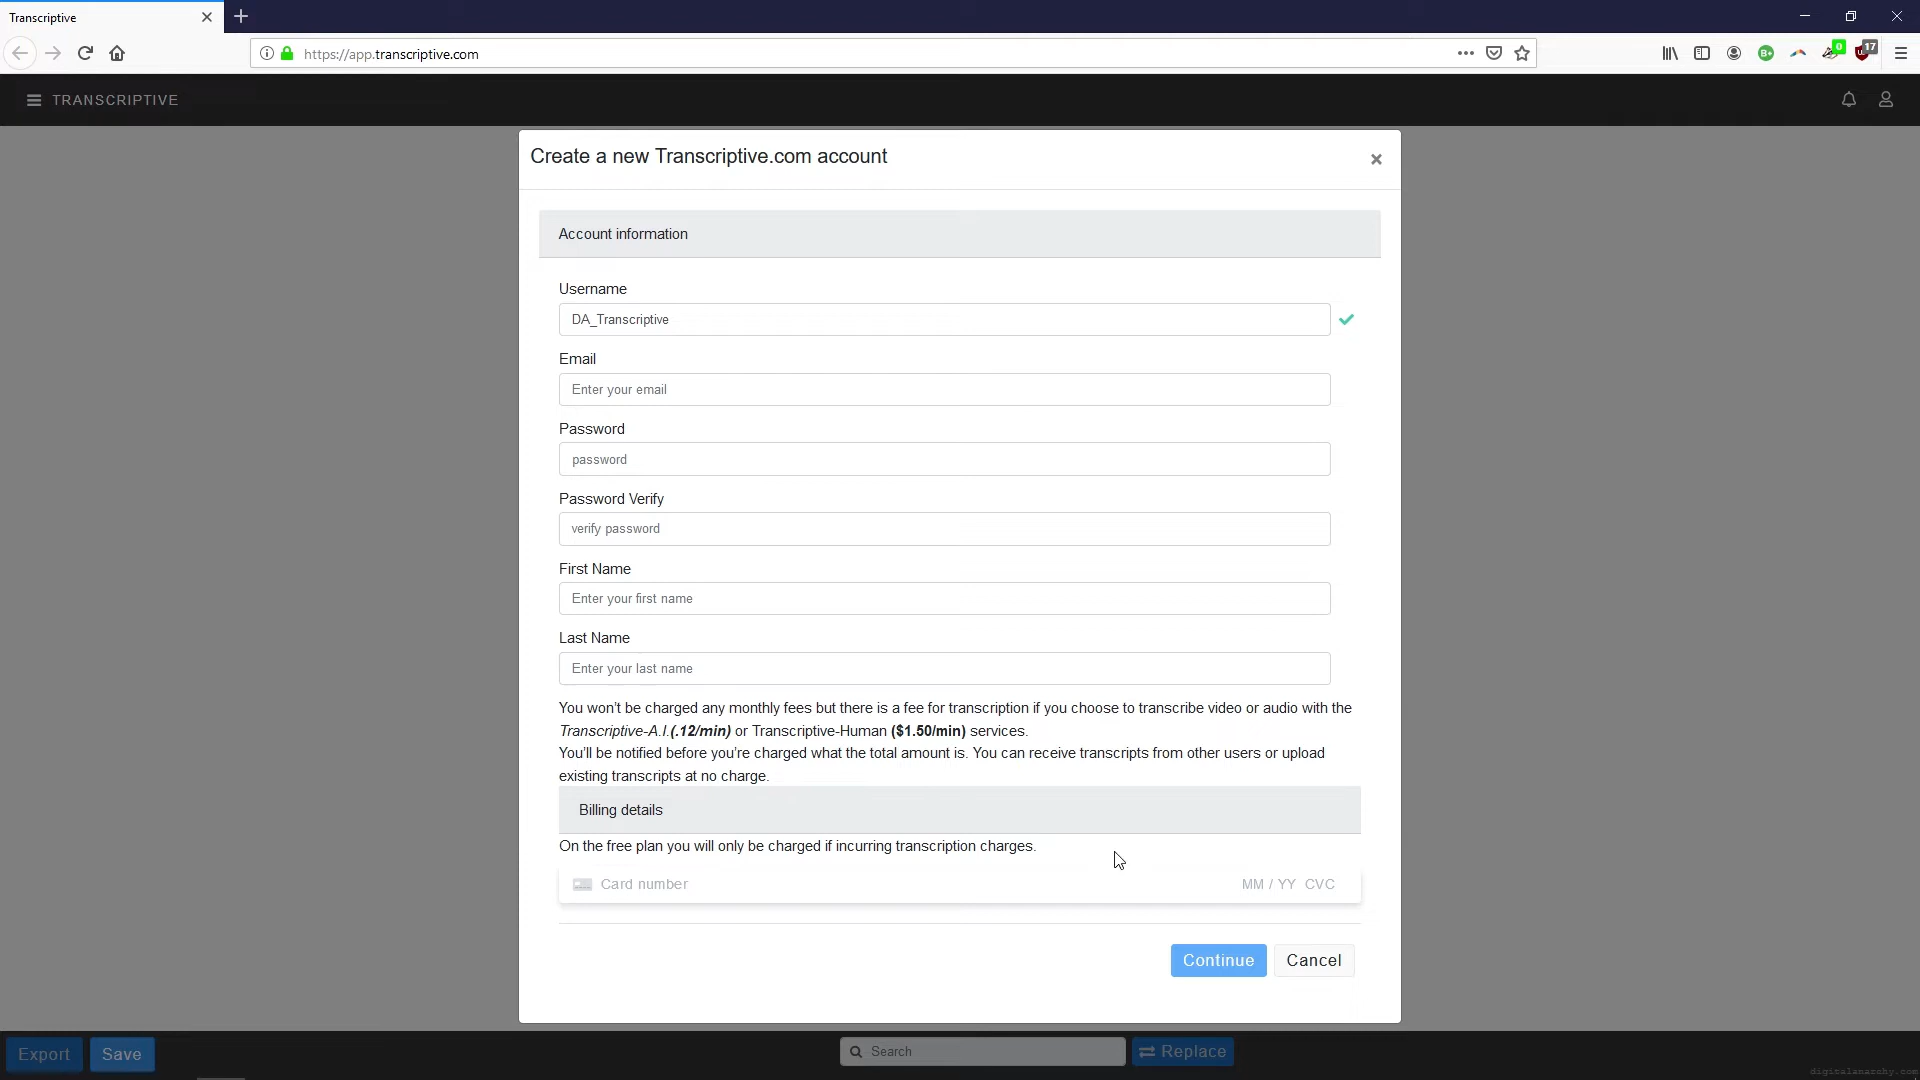 Transcriptive
https://app.transcriptive.com
0
17
TRANSCRIPTIVE
Create a new Transcriptive.com account
Account information
Username
DA_Transcriptive
Email
Enter your email
Password
password
Password Verify
verify password
First Name
Enter your first name
Last Name
Enter your last name
You won't be charged any monthly fees but there is a fee for transcription if you choose to transcribe video or audio with the
Transcriptive-A.I.(.12/min) or Transcriptive-Human ($1.50/min) services.
You'll be notified before you're charged what the total amount is. You can receive transcripts from other users or upload
existing transcripts at no charge.
Billing details
On the free plan you will only be charged if incurring transcription charges.
Card number MM / YY CVC
Continue Cancel
Export Save Search Replace
digitalanarchy.com